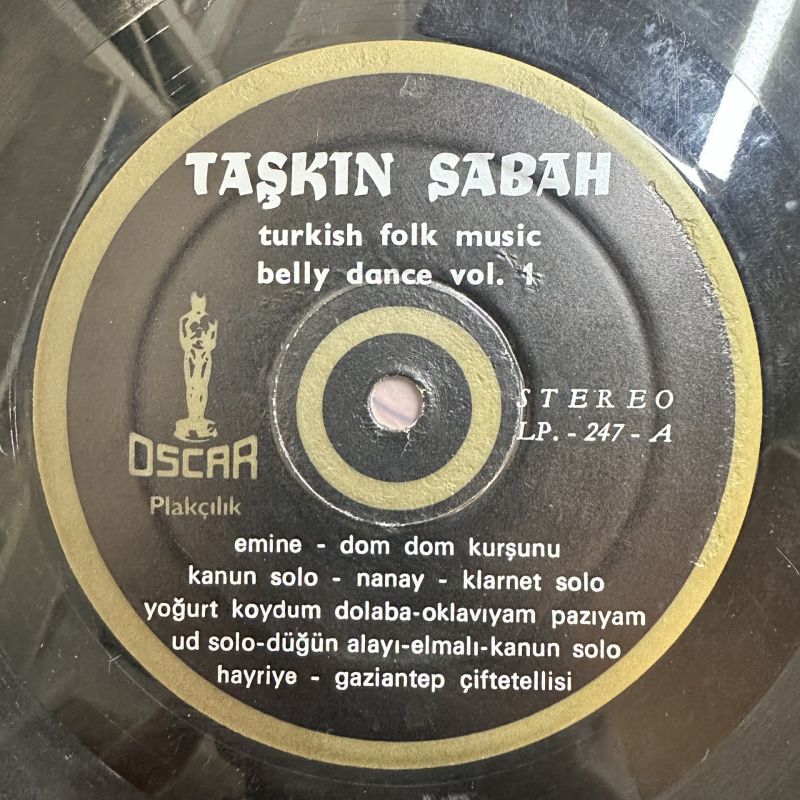 TAŞKIN SABAH
turkish folk music
belly dance vol. 1
STEREO
LP. - 247 - A
OSCAR
Plakçılık
emine - dom dom kurşunu
kanun solo - nanay - klarnet solo
yoğurt koydum dolaba-oklavıyam pazıyam
ud solo-düğün alayı-elmalı-kanun solo
hayriye - gaziantep çiftetellisi